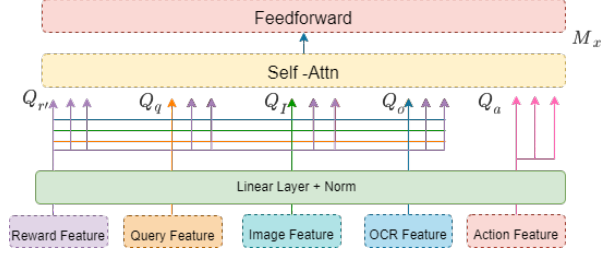 Feedforward
M_x
Self -Attn
Q_r' Q_q Q_I Q_o Q_a
Linear Layer + Norm
Reward Feature Query Feature Image Feature OCR Feature Action Feature